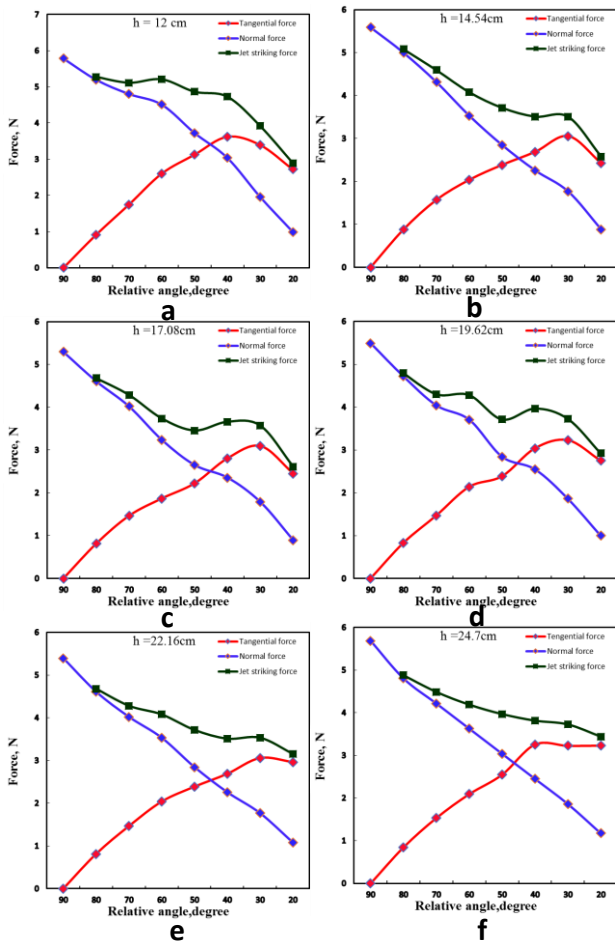 h = 12 cm
Tangential force
Normal force
Jet striking force
7
6
5
4
3
2
1
0
Force, N
90 80 70 60 50 40 30 20
Relative angle,degree
a
h =14.54cm
Tangential force
Normal force
Jet striking force
6
5
4
3
2
1
0
Force, N
90 80 70 60 50 40 30 20
Relative angle,degree
b
h =17.08cm
Tangential force
Normal force
Jet striking force
6
5
4
3
2
1
0
Force, N
90 80 70 60 50 40 30 20
Relative angle,degree
c
h =19.62cm
Tangential force
Normal force
Jet striking force
6
5
4
3
2
1
0
Force, N
90 80 70 60 50 40 30 20
Relative angle,degree
d
h =22.16cm
Tangential force
Normal force
Jet striking force
6
5
4
3
2
1
0
Force, N
90 80 70 60 50 40 30 20
Relative angle,degree
e
h =24.7cm
Tangential force
Normal force
Jet striking force
6
5
4
3
2
1
0
Force, N
90 80 70 60 50 40 30 20
Relative angle,degree
f